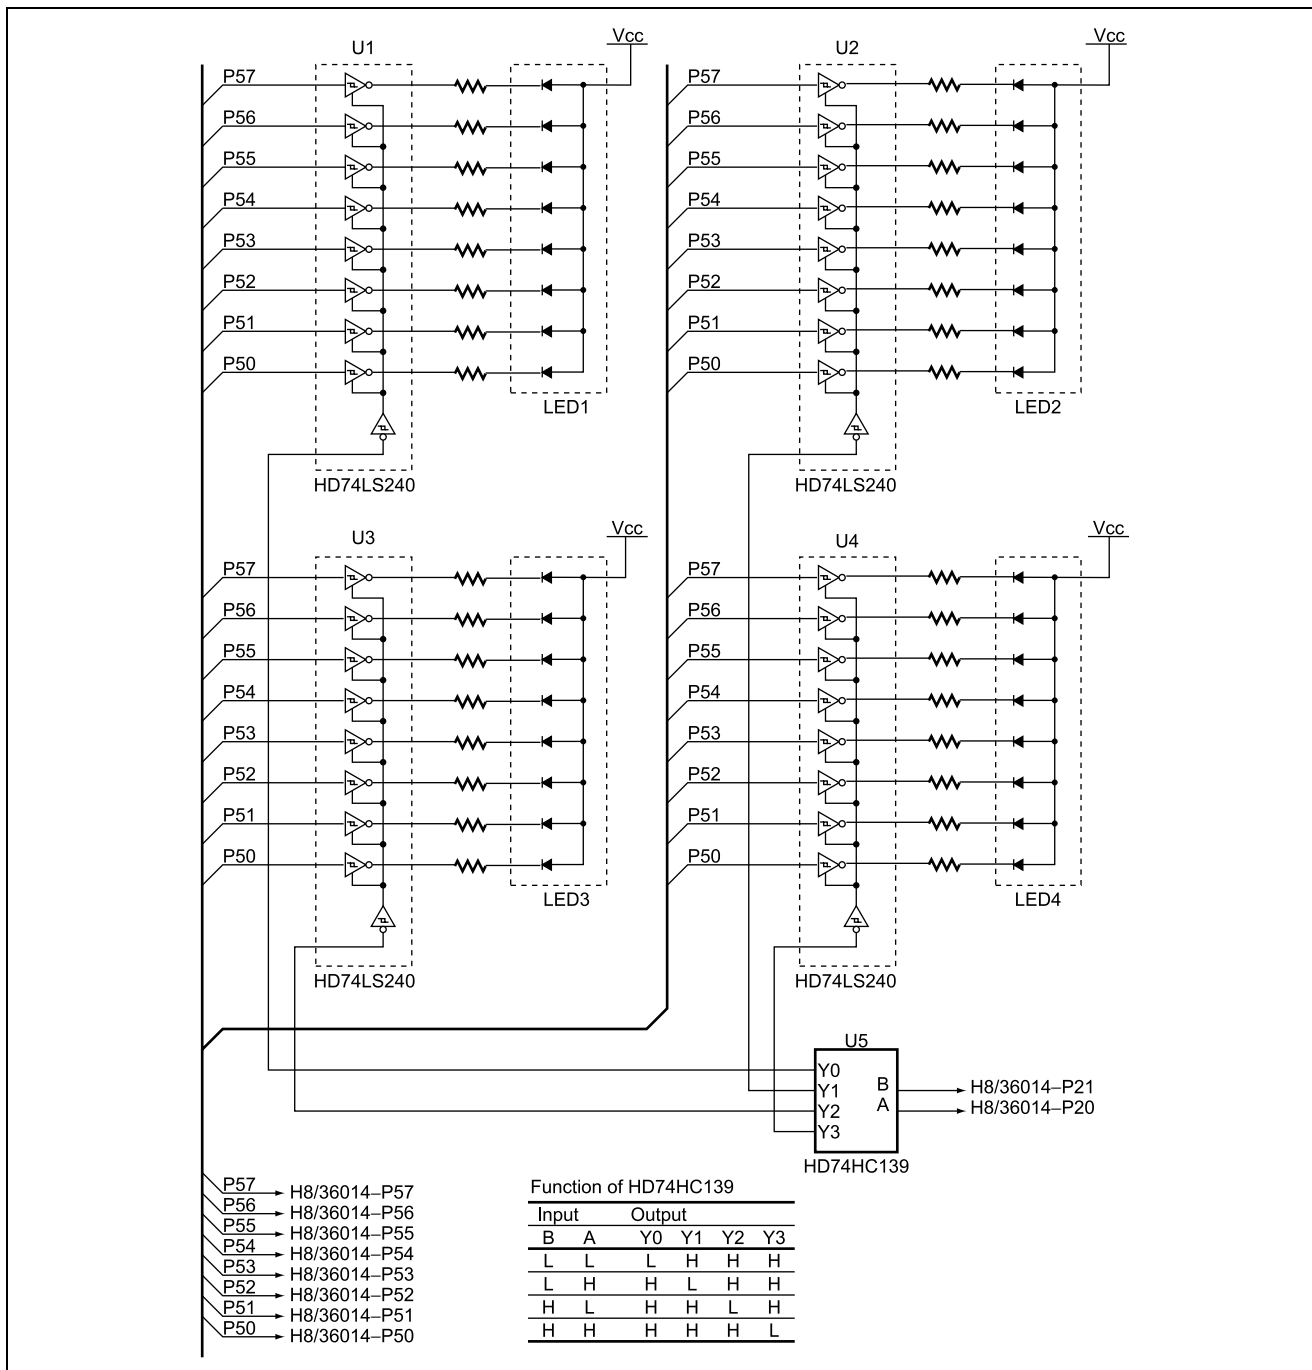 U1
Vcc
U2
Vcc
P57
P56
P55
P54
P53
P52
P51
P50
LED1
HD74LS240
P57
P56
P55
P54
P53
P52
P51
P50
LED2
HD74LS240
U3
Vcc
U4
Vcc
P57
P56
P55
P54
P53
P52
P51
P50
LED3
HD74LS240
P57
P56
P55
P54
P53
P52
P51
P50
LED4
HD74LS240
U5
Y0
Y1
Y2
Y3
B
A
H8/36014–P21
H8/36014–P20
HD74HC139
P57 H8/36014–P57
P56 H8/36014–P56
P55 H8/36014–P55
P54 H8/36014–P54
P53 H8/36014–P53
P52 H8/36014–P52
P51 H8/36014–P51
P50 H8/36014–P50
Function of HD74HC139
Input Output
B A Y0 Y1 Y2 Y3
L L L H H H
L H H L H H
H L H H L H
H H H H H L